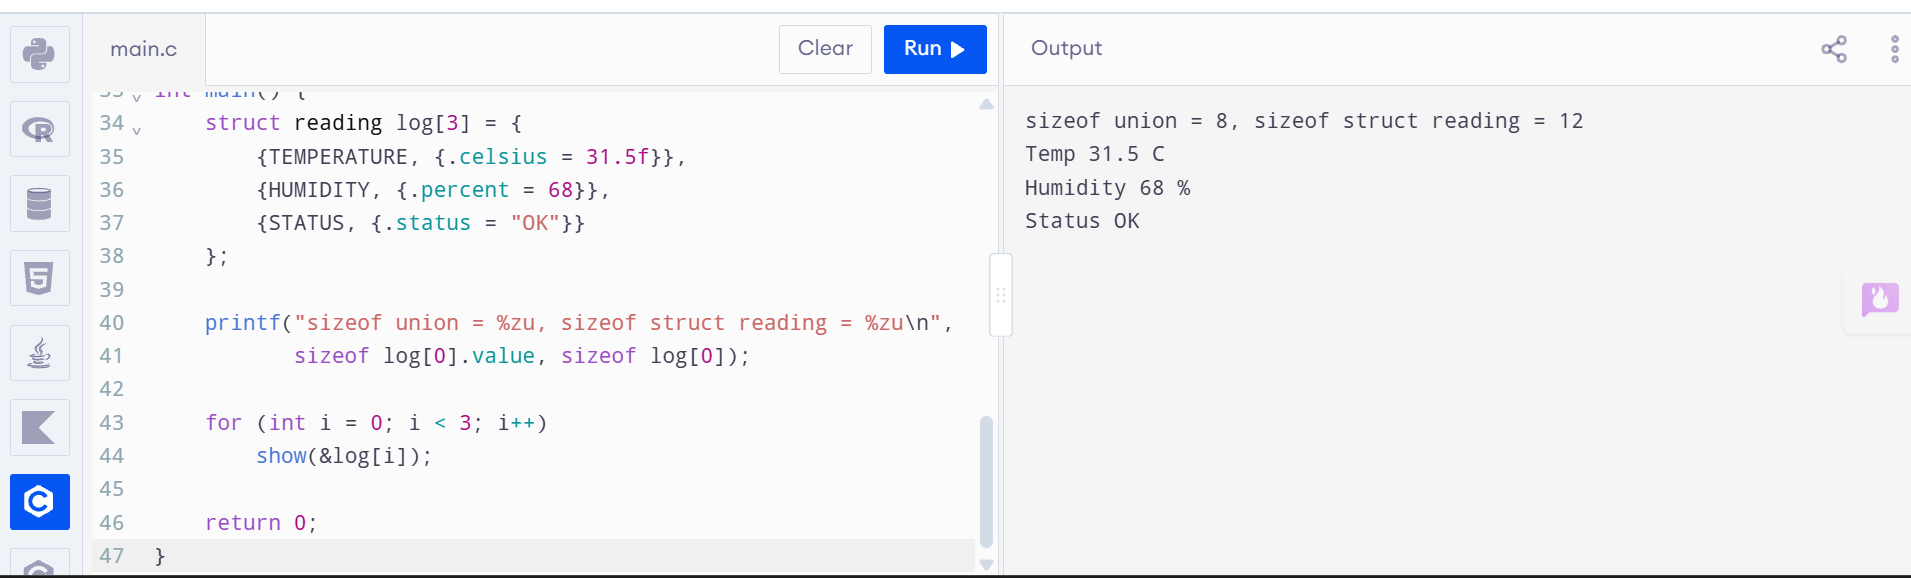 main.c
Clear
Run
Output
33 int main() {
34 struct reading log[3] = {
35 {TEMPERATURE, {.celsius = 31.5f}},
36 {HUMIDITY, {.percent = 68}},
37 {STATUS, {.status = "OK"}}
38 };
39
40 printf("sizeof union = %zu, sizeof struct reading = %zu\n",
41 sizeof log[0].value, sizeof log[0]);
42
43 for (int i = 0; i < 3; i++)
44 show(&log[i]);
45
46 return 0;
47 }
sizeof union = 8, sizeof struct reading = 12
Temp 31.5 C
Humidity 68 %
Status OK